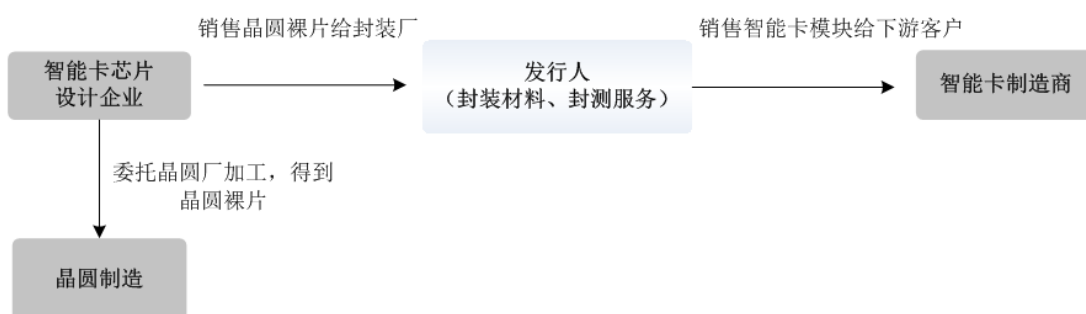 销售晶圆裸片给封装厂
销售智能卡模块给下游客户
智能卡芯片
设计企业
发行人
（封装材料、封测服务）
智能卡制造商
委托晶圆厂加工，得到
晶圆裸片
晶圆制造